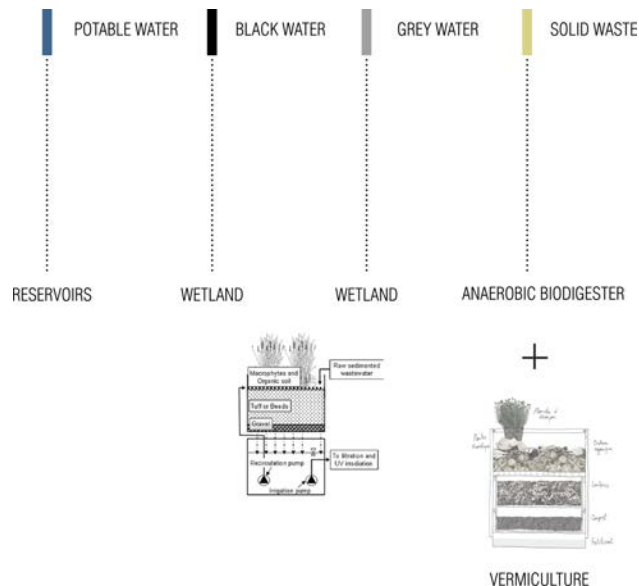 POTABLE WATER
BLACK WATER
GREY WATER
SOLID WASTE
RESERVOIRS
WETLAND
WETLAND
ANAEROBIC BIODIGESTER
+
Macrophytes and
Organic soil
Raw sedimented
wastewater
Tuff or Beads
Gravel
Recirculation pump
To filtration and
UV irradiation
Irrigation pump
VERMICULTURE